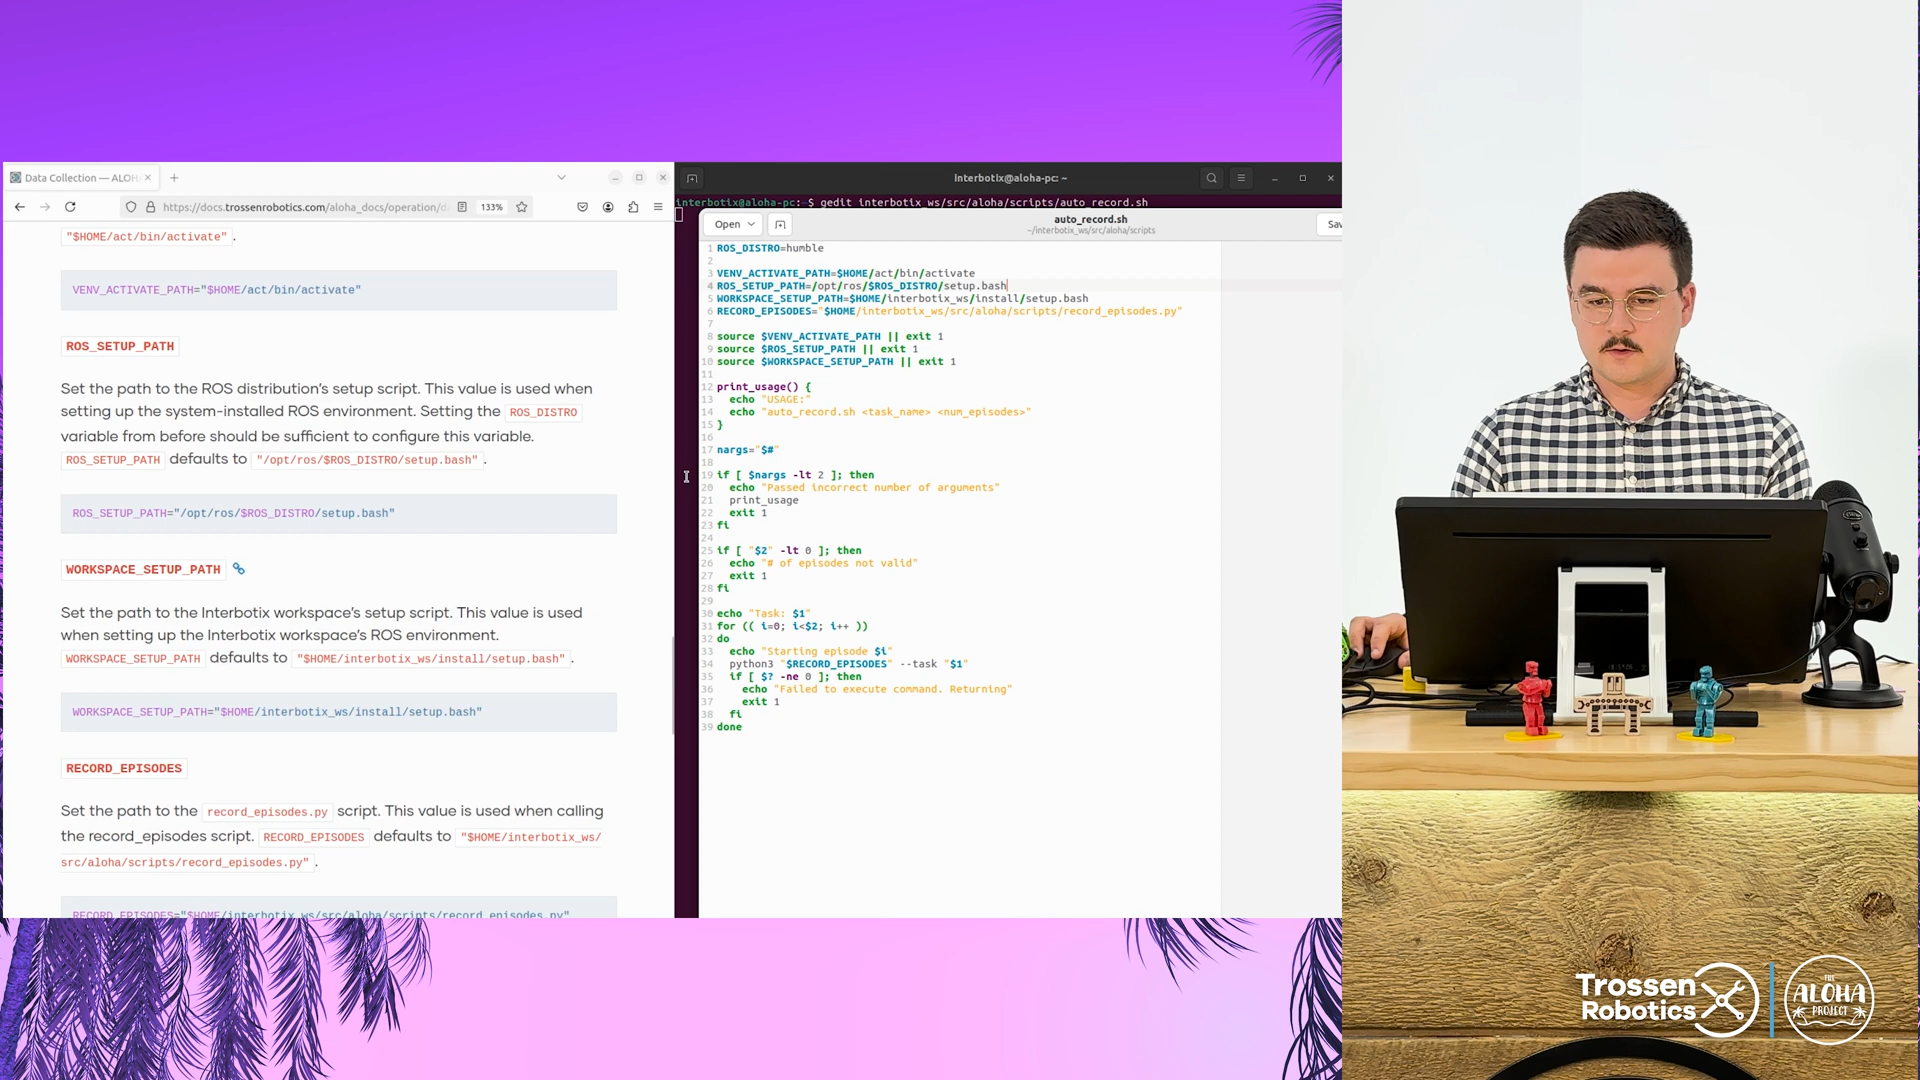 Data Collection — ALOH
https://docs.trossenrobotics.com/aloha_docs/operation/d
133%
"$HOME/act/bin/activate" .
VENV_ACTIVATE_PATH="$HOME/act/bin/activate"
ROS_SETUP_PATH
Set the path to the ROS distribution's setup script. This value is used when
setting up the system-installed ROS environment. Setting the ROS_DISTRO
variable from before should be sufficient to configure this variable.
ROS_SETUP_PATH defaults to "/opt/ros/$ROS_DISTRO/setup.bash" .
ROS_SETUP_PATH="/opt/ros/$ROS_DISTRO/setup.bash"
WORKSPACE_SETUP_PATH
Set the path to the Interbotix workspace's setup script. This value is used
when setting up the Interbotix workspace's ROS environment.
WORKSPACE_SETUP_PATH defaults to "$HOME/interbotix_ws/install/setup.bash" .
WORKSPACE_SETUP_PATH="$HOME/interbotix_ws/install/setup.bash"
RECORD_EPISODES
Set the path to the record_episodes.py script. This value is used when calling
the record_episodes script. RECORD_EPISODES defaults to "$HOME/interbotix_ws/
src/aloha/scripts/record_episodes.py" .
RECORD_EPISODES="$HOME/interbotix_ws/src/aloha/scripts/record_episodes.py"
interbotix@aloha-pc: ~
interbotix@aloha-pc:~$ gedit interbotix_ws/src/aloha/scripts/auto_record.sh
Open
auto_record.sh
~/interbotix_ws/src/aloha/scripts
Sav
1 ROS_DISTRO=humble
2
3 VENV_ACTIVATE_PATH=$HOME/act/bin/activate
4 ROS_SETUP_PATH=/opt/ros/$ROS_DISTRO/setup.bash
5 WORKSPACE_SETUP_PATH=$HOME/interbotix_ws/install/setup.bash
6 RECORD_EPISODES="$HOME/interbotix_ws/src/aloha/scripts/record_episodes.py"
7
8 source $VENV_ACTIVATE_PATH || exit 1
9 source $ROS_SETUP_PATH || exit 1
10 source $WORKSPACE_SETUP_PATH || exit 1
11
12 print_usage() {
13 echo "USAGE:"
14 echo "auto_record.sh <task_name> <num_episodes>"
15 }
16
17 nargs="$#"
18
19 if [ $nargs -lt 2 ]; then
20 echo "Passed incorrect number of arguments"
21 print_usage
22 exit 1
23 fi
24
25 if [ "$2" -lt 0 ]; then
26 echo "# of episodes not valid"
27 exit 1
28 fi
29
30 echo "Task: $1"
31 for (( i=0; i<$2; i++ ))
32 do
33 echo "Starting episode $i"
34 python3 "$RECORD_EPISODES" --task "$1"
35 if [ $? -ne 0 ]; then
36 echo "Failed to execute command. Returning"
37 exit 1
38 fi
39 done
Trossen
Robotics
THE
ALOHA
PROJECT